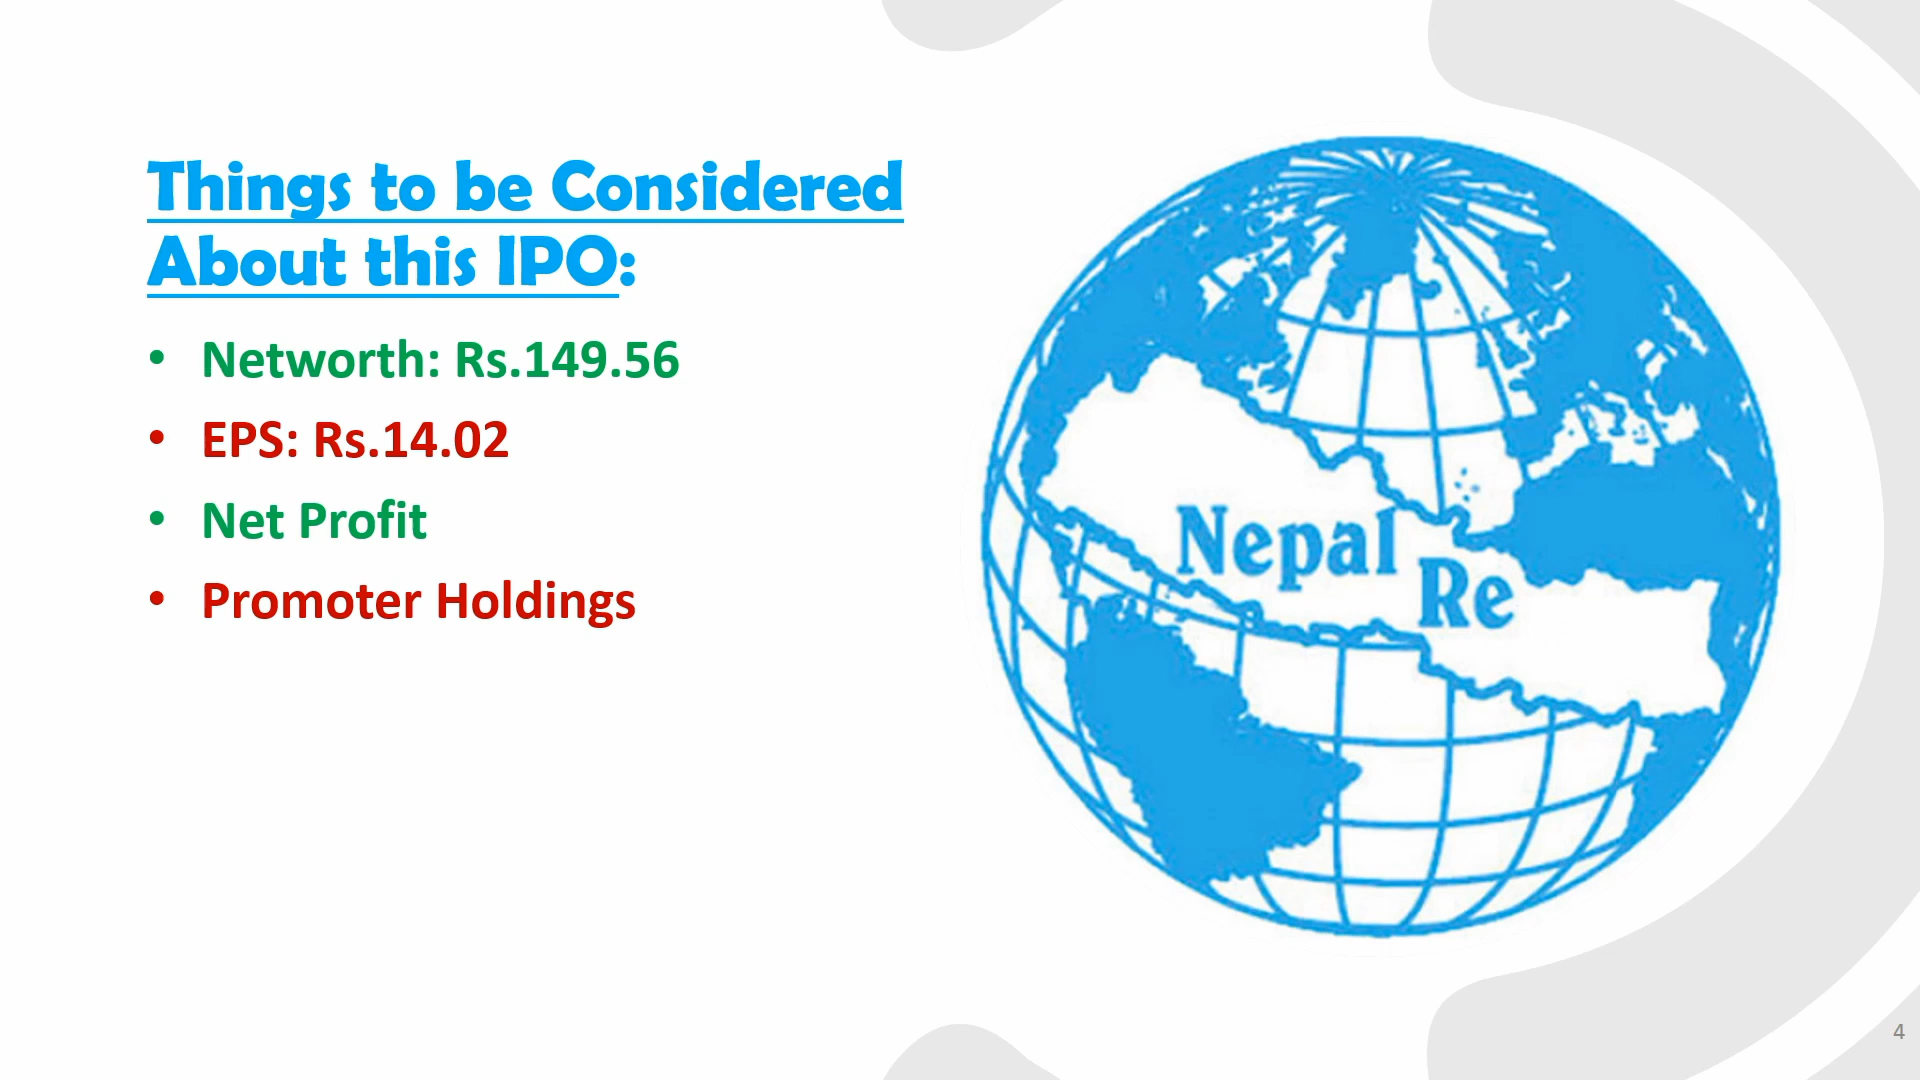 Things to be Considered
About this IPO:
• Networth: Rs.149.56
• EPS: Rs.14.02
• Net Profit
• Promoter Holdings
Nepal
Re
4